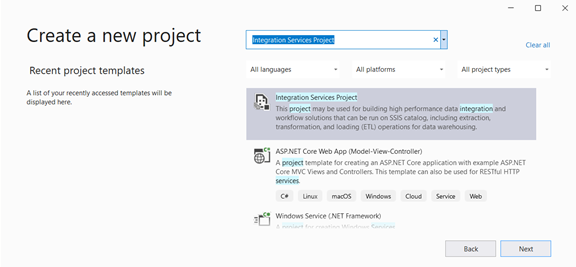 Create a new project
Integration Services Project
Clear all
Recent project templates
All languages
All platforms
All project types
A list of your recently accessed templates will
be displayed here.
Integration Services Project
This project may be used for building high performance data integration and
workflow solutions that can be run on SSIS catalog, including extraction,
transformation, and loading (ETL) operations for data warehousing.
ASP.NET Core Web App (Model-View-Controller)
A project template for creating an ASP.NET Core application with example ASP.NET
Core MVC Views and Controllers. This template can also be used for RESTful HTTP
services.
C# Linux macOS Windows Cloud Service Web
Windows Service (.NET Framework)
A project for creating Windows Services
Back
Next